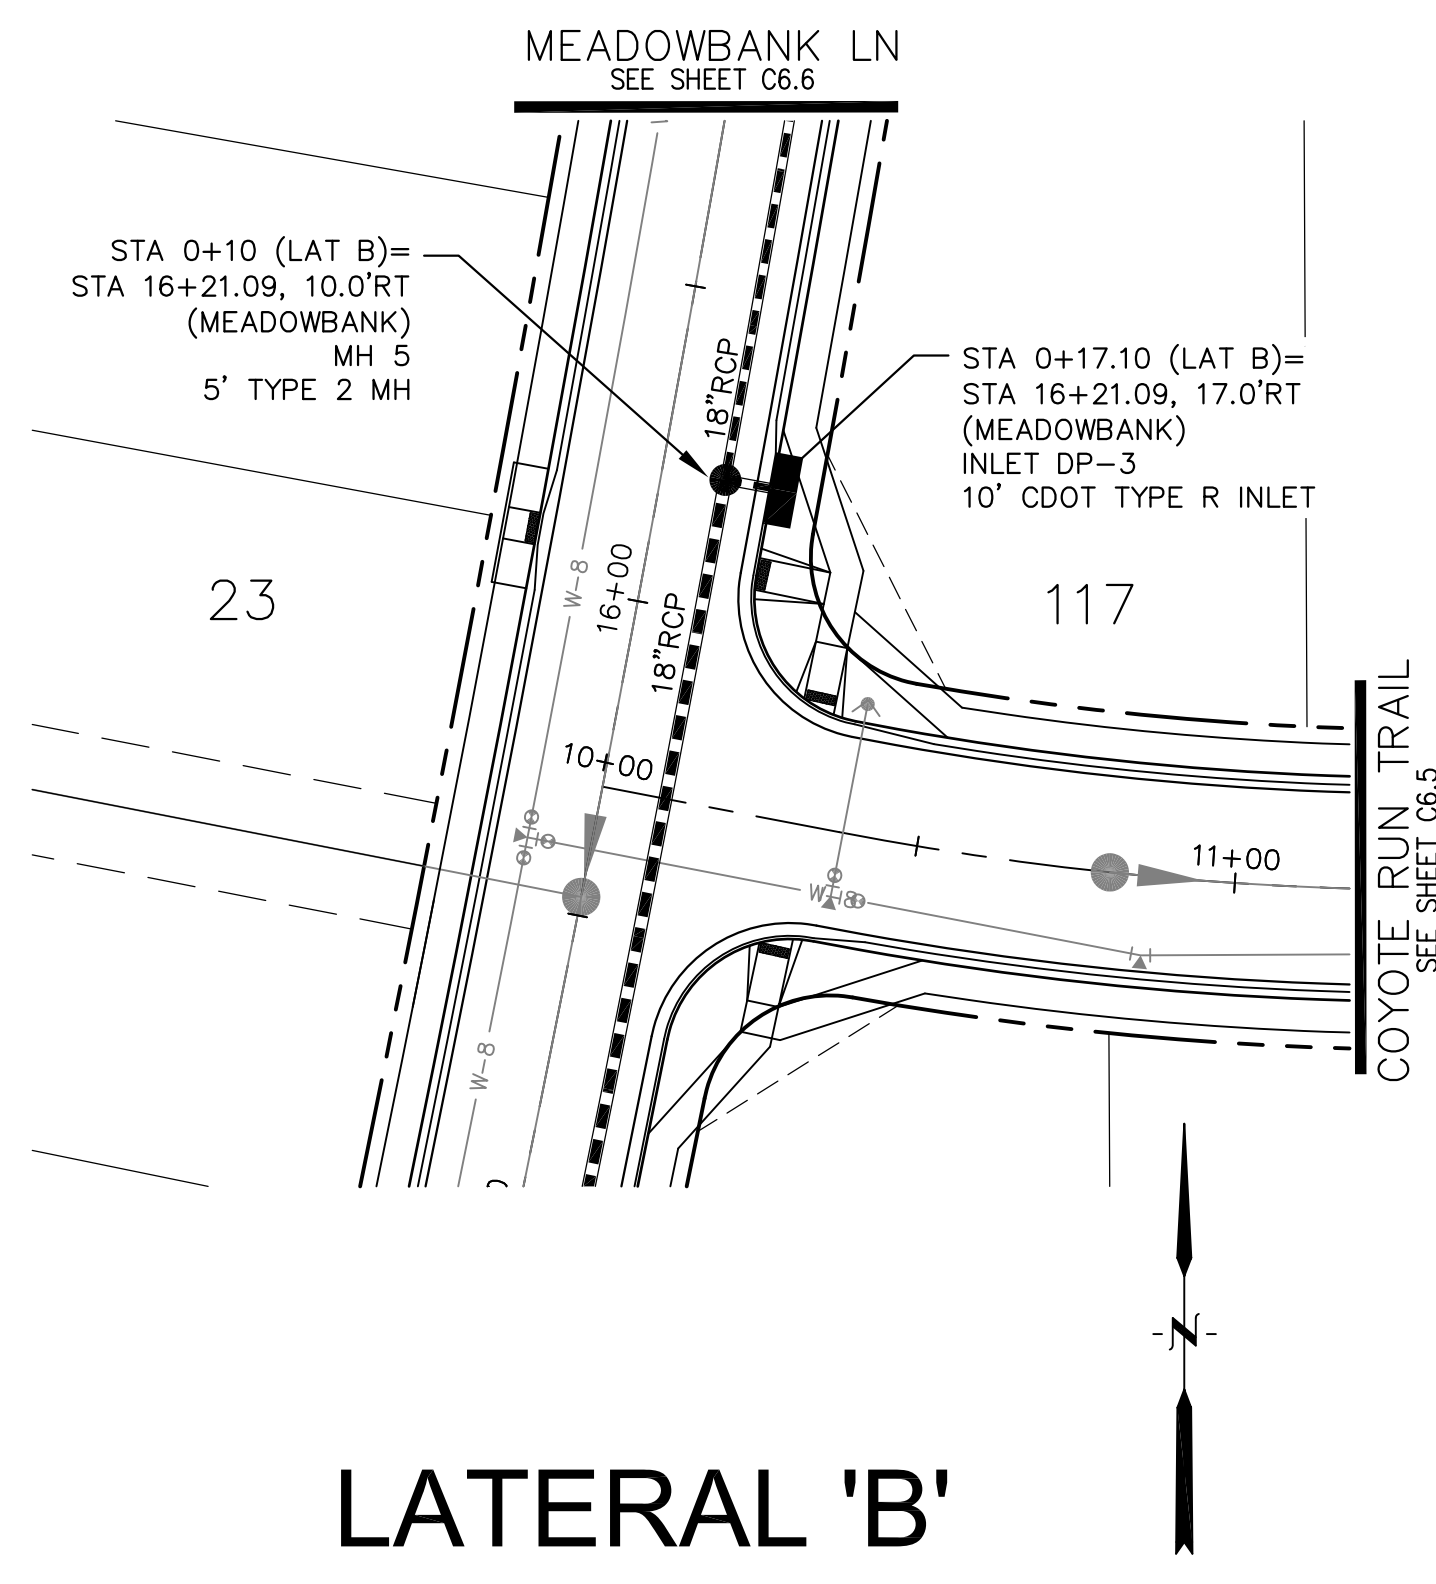 MEADOWBANK LN
SEE SHEET C6.6
STA 0+10 (LAT B)=
STA 16+21.09, 10.0'RT
(MEADOWBANK)
MH 5
5' TYPE 2 MH
STA 0+17.10 (LAT B)=
STA 16+21.09, 17.0'RT
(MEADOWBANK)
INLET DP-3
10' CDOT TYPE R INLET
18"RCP
W-8
16+00
18"RCP
23
117
10+00
W-8
11+00
COYOTE RUN TRAIL
SEE SHEET C6.5
W-8
N
LATERAL 'B'